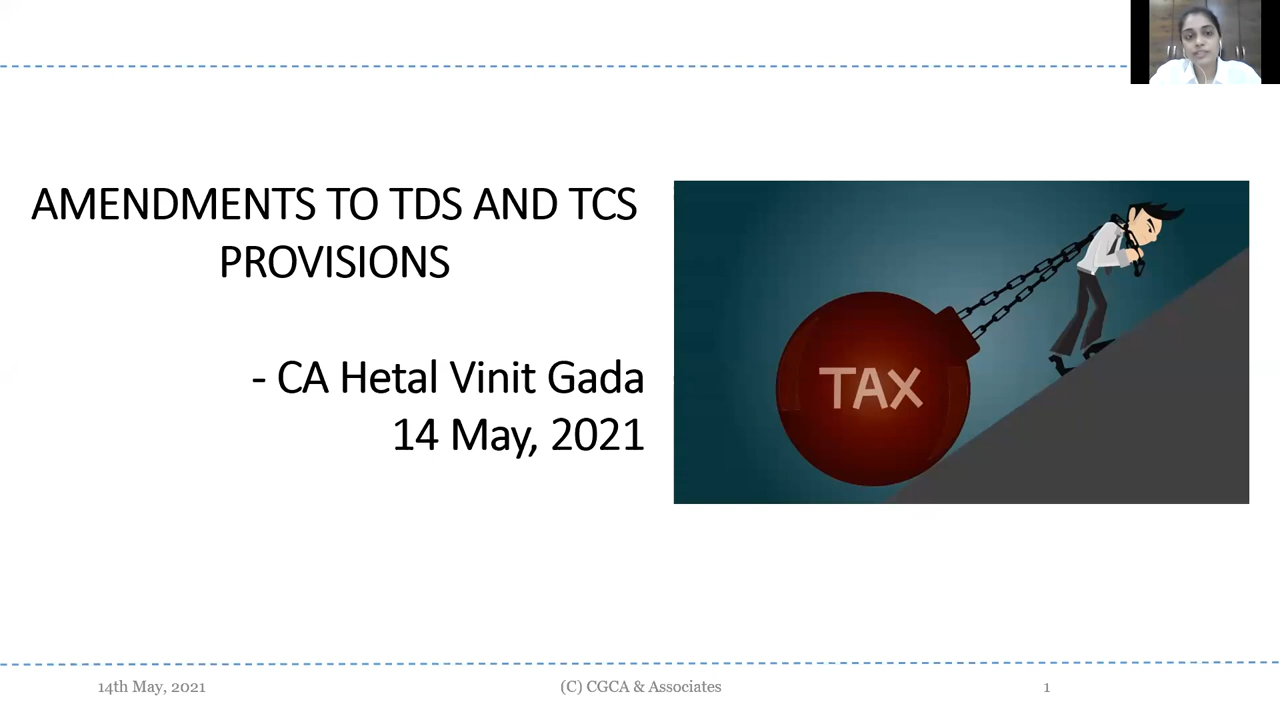 AMENDMENTS TO TDS AND TCS
PROVISIONS
- CA Hetal Vinit Gada
14 May, 2021
TAX
14th May, 2021
(C) CGCA & Associates
1